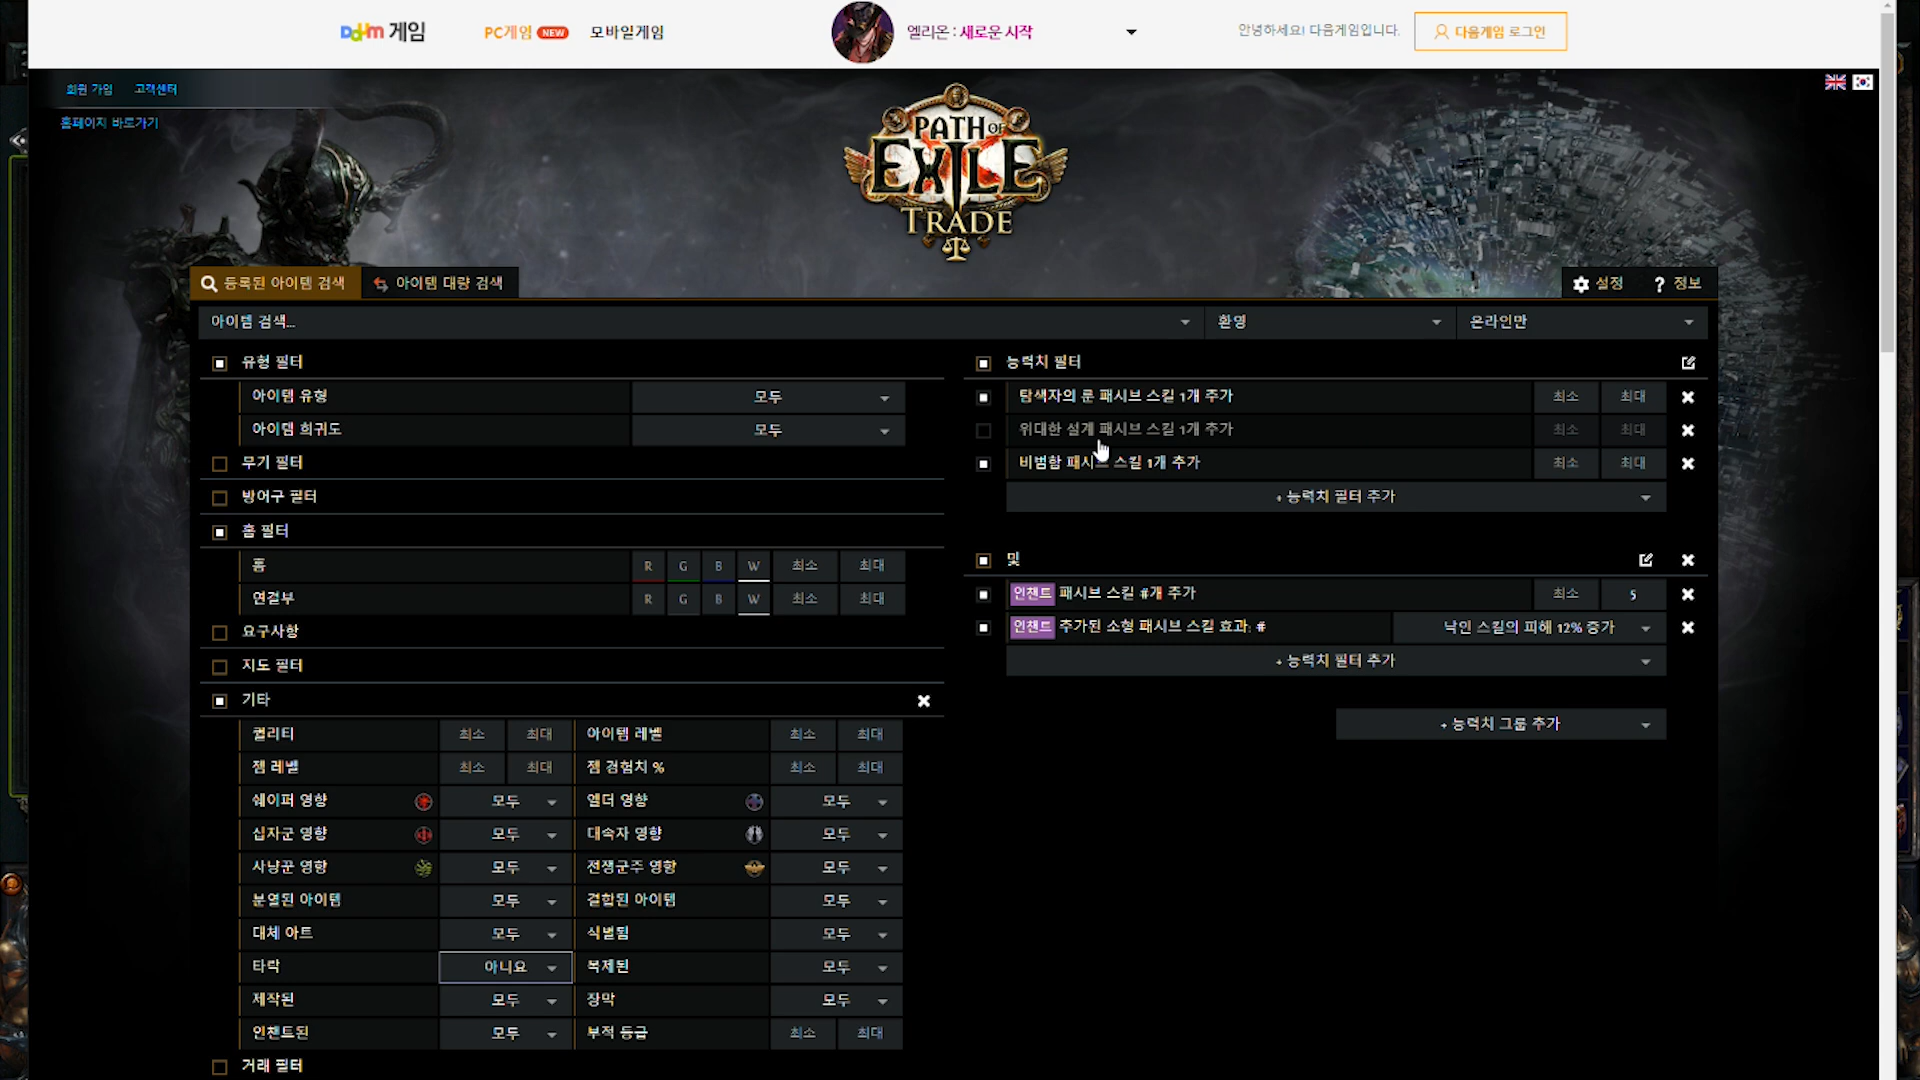 Daum 게임
PC게임 NEW
모바일게임
엘리온 : 새로운 시작
안녕하세요! 다음게임입니다.
다음게임 로그인
회원 가입 고객센터
홈페이지 바로가기
PATH OF EXILE TRADE
등록된 아이템 검색
아이템 대량 검색
설정
? 정보
아이템 검색...
환영
온라인만
유형 필터
아이템 유형 모두
아이템 희귀도 모두
무기 필터
방어구 필터
홈 필터
홈 R G B W 최소 최대
연결부 R G B W 최소 최대
요구사항
지도 필터
기타
퀄리티 최소 최대 아이템 레벨 최소 최대
젬 레벨 최소 최대 젬 경험치 % 최소 최대
쉐이퍼 영향 모두 엘더 영향 모두
십자군 영향 모두 대속자 영향 모두
사냥꾼 영향 모두 전쟁군주 영향 모두
분열된 아이템 모두 결합된 아이템 모두
대체 아트 모두 식별됨 모두
타락 아니요 복제된 모두
제작된 모두 장막 모두
인챈트된 모두 부적 등급 최소 최대
거래 필터
능력치 필터
탐색자의 룬 패시브 스킬 1개 추가 최소 최대
위대한 설계 패시브 스킬 1개 추가 최소 최대
비범함 패시브 스킬 1개 추가 최소 최대
+ 능력치 필터 추가
및
인챈트 패시브 스킬 #개 추가 최소 5
인챈트 추가된 소형 패시브 스킬 효과: # 낙인 스킬의 피해 12% 증가
+ 능력치 필터 추가
+ 능력치 그룹 추가